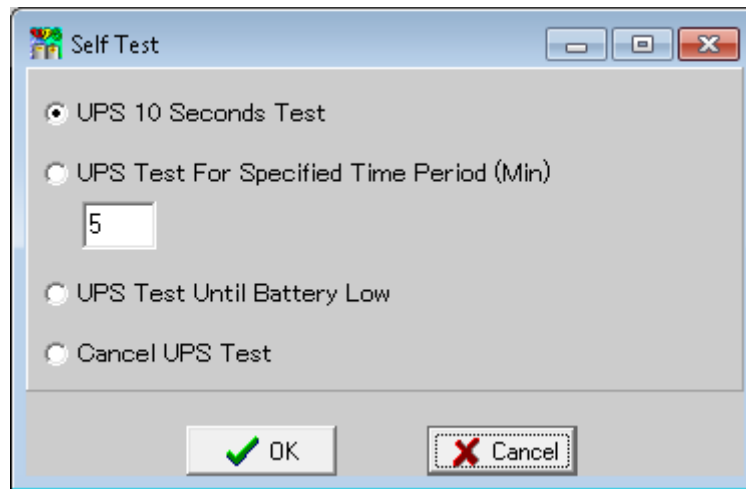 Self Test
UPS 10 Seconds Test
UPS Test For Specified Time Period (Min)
5
UPS Test Until Battery Low
Cancel UPS Test
OK
Cancel